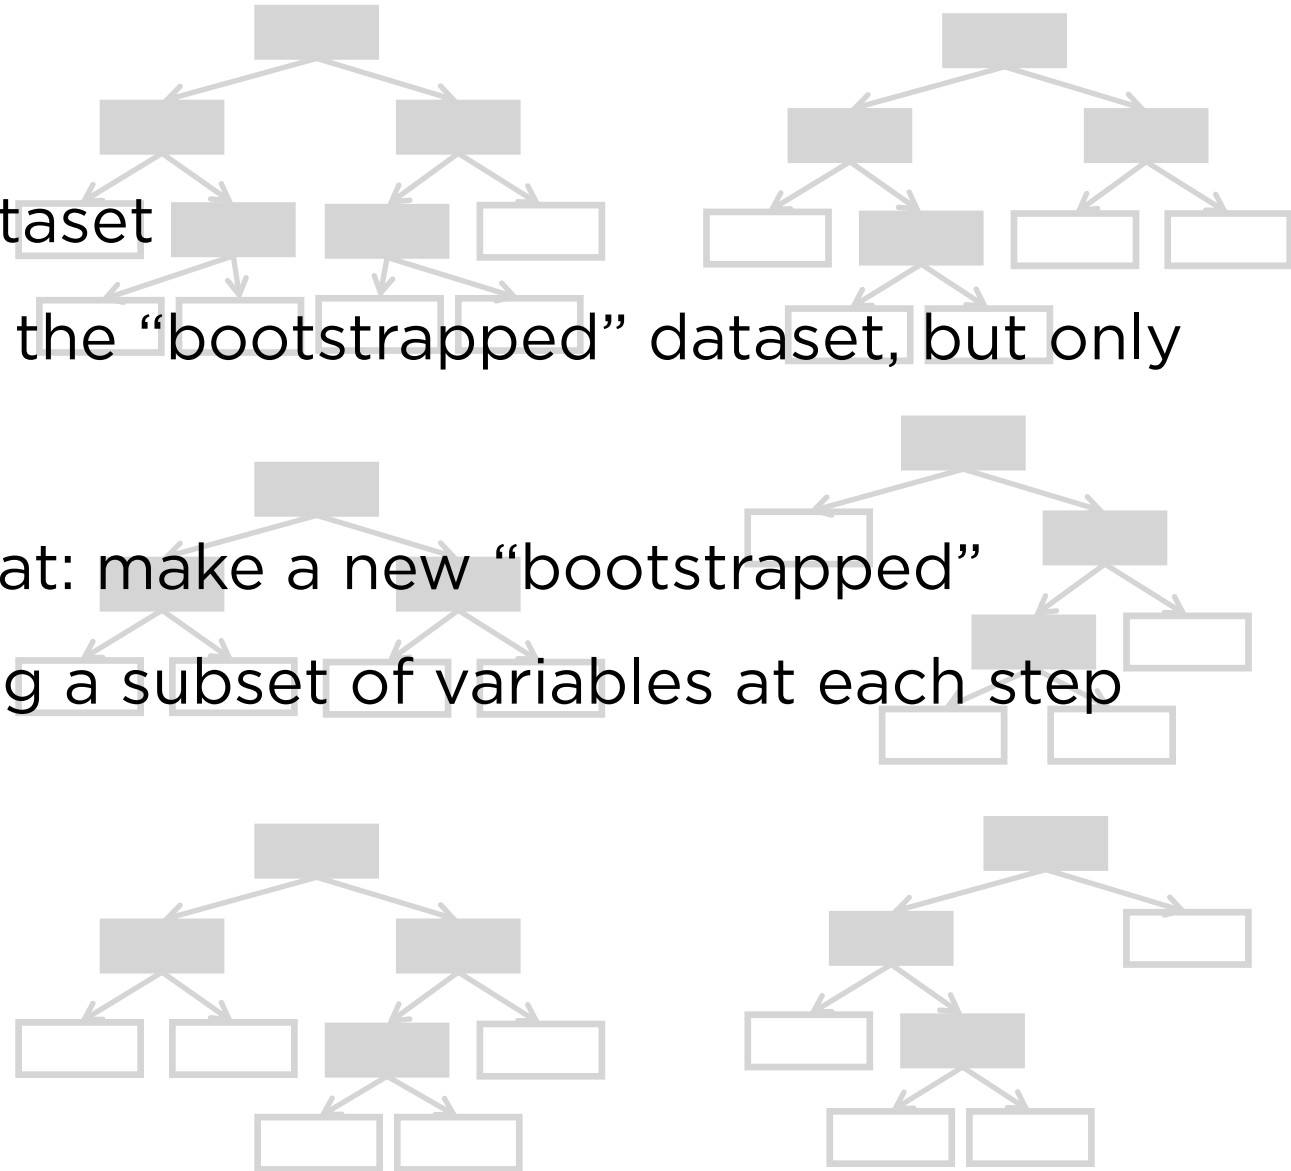 taset
the “bootstrapped” dataset, but only
at: make a new “bootstrapped”
g a subset of variables at each step